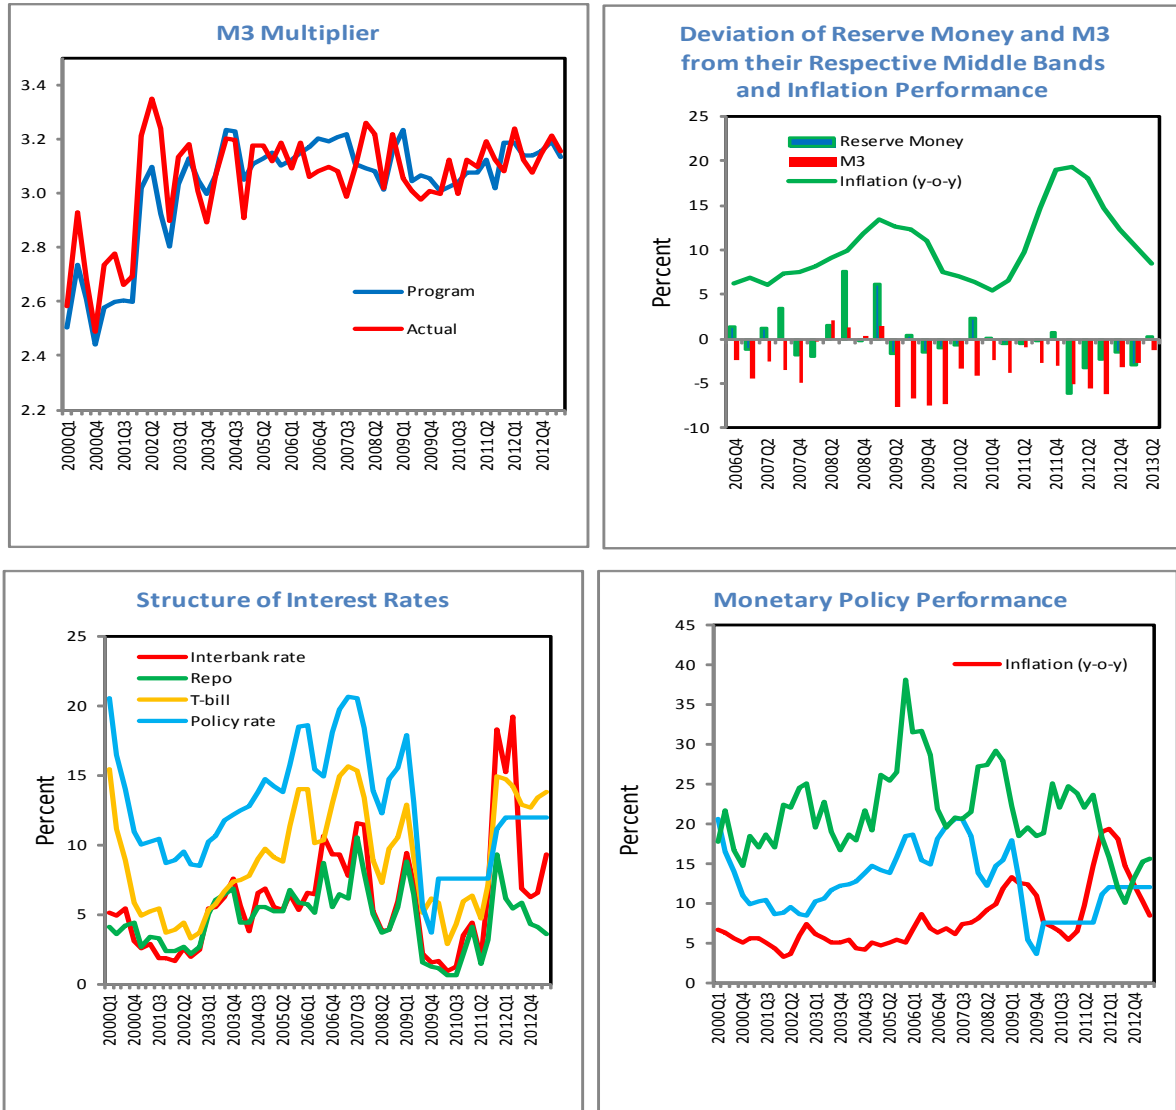 M3 Multiplier
3.4
3.2
3.0
2.8
2.6
2.4
2.2
Program
Actual
2000Q1
2000Q4
2001Q3
2002Q2
2003Q1
2003Q4
2004Q3
2005Q2
2006Q1
2006Q4
2007Q3
2008Q2
2009Q1
2009Q4
2010Q3
2011Q2
2012Q1
2012Q4
Deviation of Reserve Money and M3
from their Respective Middle Bands
and Inflation Performance
25
20
15
10
5
0
-5
-10
Percent
Reserve Money
M3
Inflation (y-o-y)
2006Q4
2007Q2
2007Q4
2008Q2
2008Q4
2009Q2
2009Q4
2010Q2
2010Q4
2011Q2
2011Q4
2012Q2
2012Q4
2013Q2
Structure of Interest Rates
25
20
15
10
5
0
Percent
Interbank rate
Repo
T-bill
Policy rate
2000Q1
2000Q4
2001Q3
2002Q2
2003Q1
2003Q4
2004Q3
2005Q2
2006Q1
2006Q4
2007Q3
2008Q2
2009Q1
2009Q4
2010Q3
2011Q2
2012Q1
2012Q4
Monetary Policy Performance
45
40
35
30
25
20
15
10
5
0
Percent
Inflation (y-o-y)
2000Q1
2000Q4
2001Q3
2002Q2
2003Q1
2003Q4
2004Q3
2005Q2
2006Q1
2006Q4
2007Q3
2008Q2
2009Q1
2009Q4
2010Q3
2011Q2
2012Q1
2012Q4